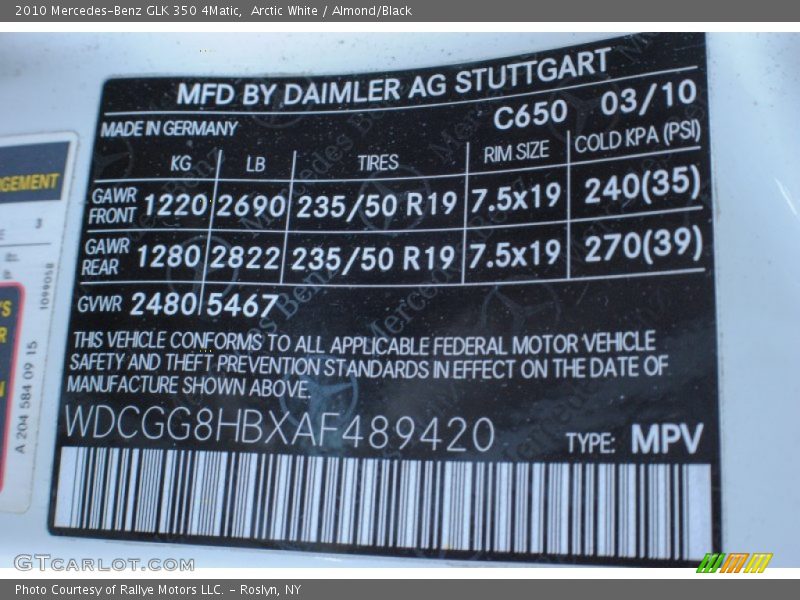 2010 Mercedes-Benz GLK 350 4Matic, Arctic White / Almond/Black
MFD BY DAIMLER AG STUTTGART
MADE IN GERMANY C650 03/10
KG LB TIRES RIM SIZE COLD KPA (PSI)
GAWR FRONT 1220 2690 235/50 R19 7.5x19 240(35)
GAWR REAR 1280 2822 235/50 R19 7.5x19 270(39)
GVWR 2480 5467
THIS VEHICLE CONFORMS TO ALL APPLICABLE FEDERAL MOTOR VEHICLE
SAFETY AND THEFT PREVENTION STANDARDS IN EFFECT ON THE DATE OF
MANUFACTURE SHOWN ABOVE.
WDCGG8HBXAF489420 TYPE: MPV
A 204 584 09 15
1099058
GTcarlot.com
Photo Courtesy of Rallye Motors LLC. - Roslyn, NY